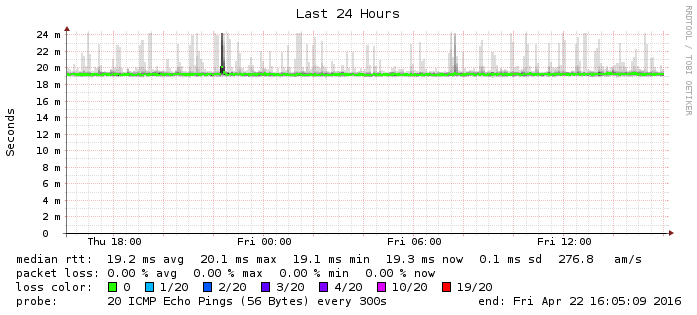 Last 24 Hours
RRDTOOL / TOBI OETIKER
Seconds
24 m
22 m
20 m
18 m
16 m
14 m
12 m
10 m
8 m
6 m
4 m
2 m
0
Thu 18:00 Fri 00:00 Fri 06:00 Fri 12:00
median rtt: 19.2 ms avg 20.1 ms max 19.1 ms min 19.3 ms now 0.1 ms sd 276.8 am/s
packet loss: 0.00 % avg 0.00 % max 0.00 % min 0.00 % now
loss color: 0 1/20 2/20 3/20 4/20 10/20 19/20
probe: 20 ICMP Echo Pings (56 Bytes) every 300s end: Fri Apr 22 16:05:09 2016